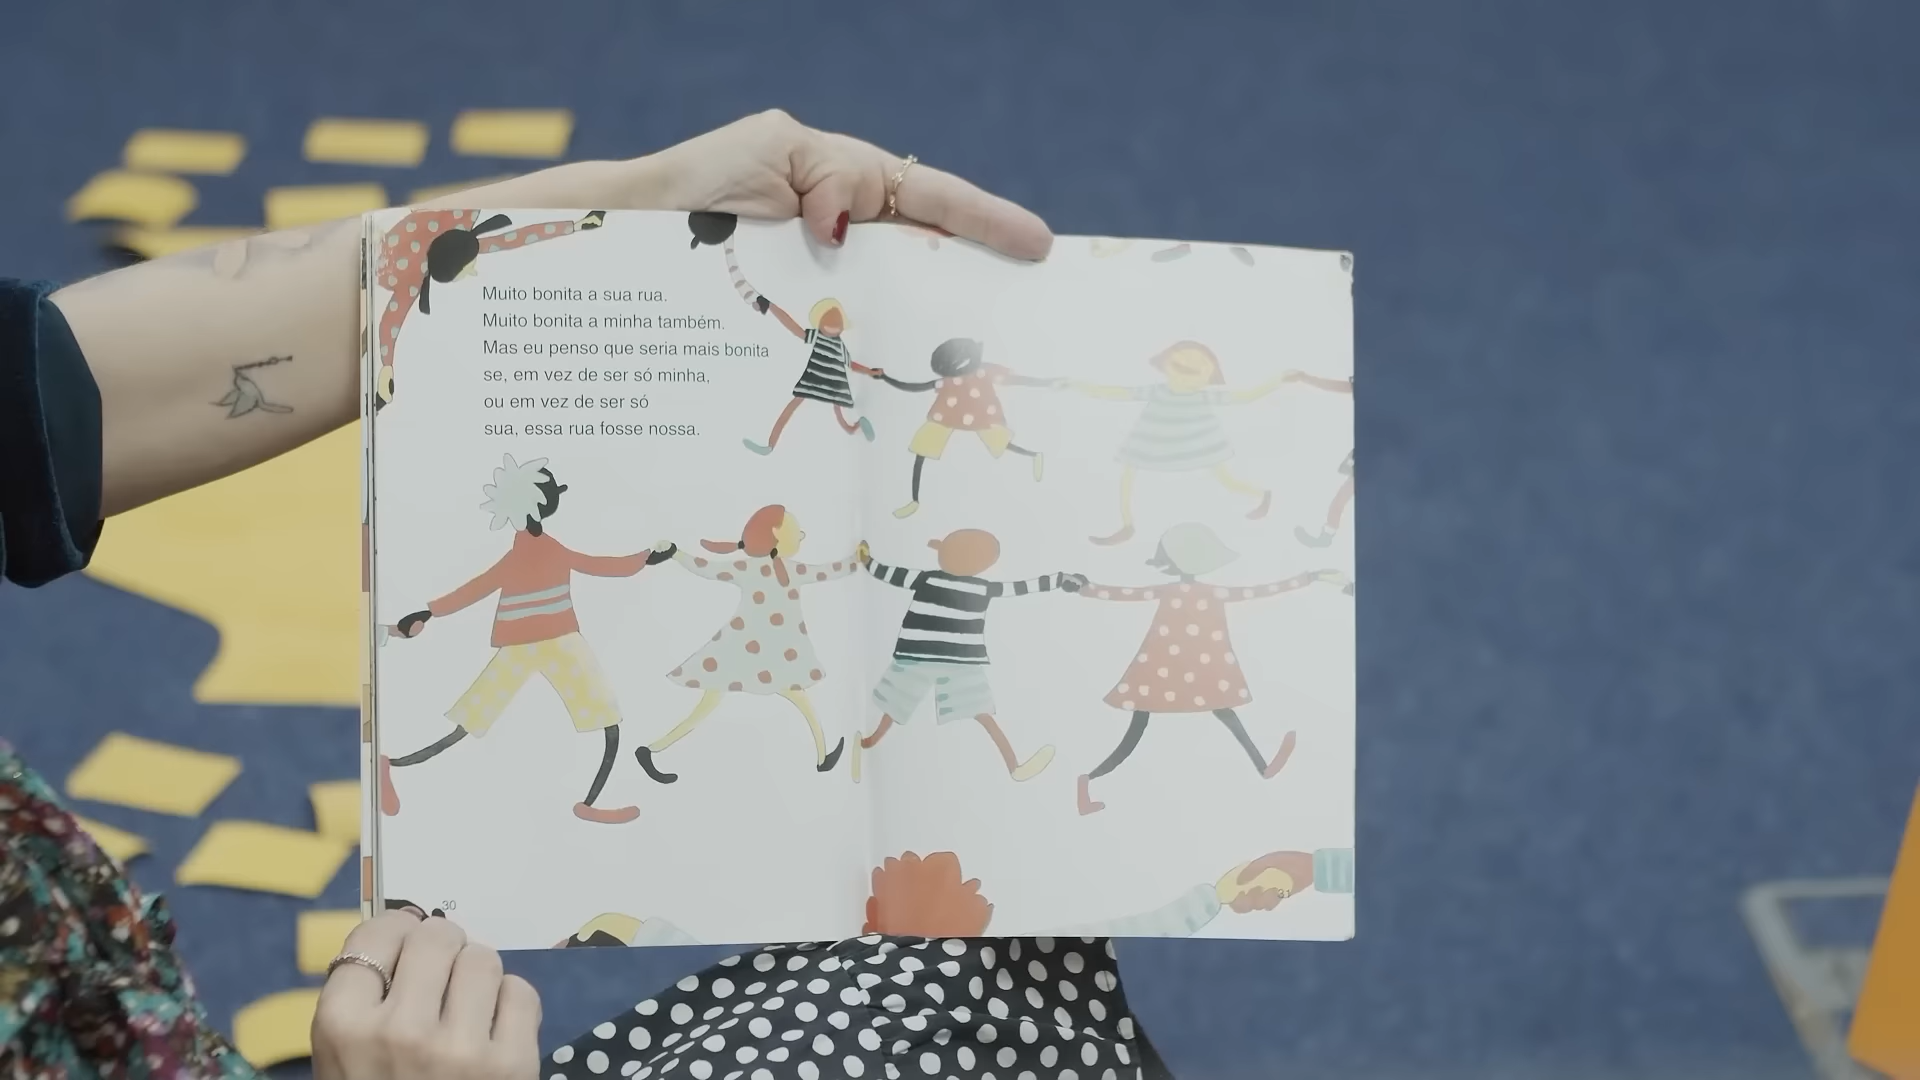 Muito bonita a sua rua.
Muito bonita a minha também.
Mas eu penso que seria mais bonita
se, em vez de ser só minha,
ou em vez de ser só
sua, essa rua fosse nossa.
30
31